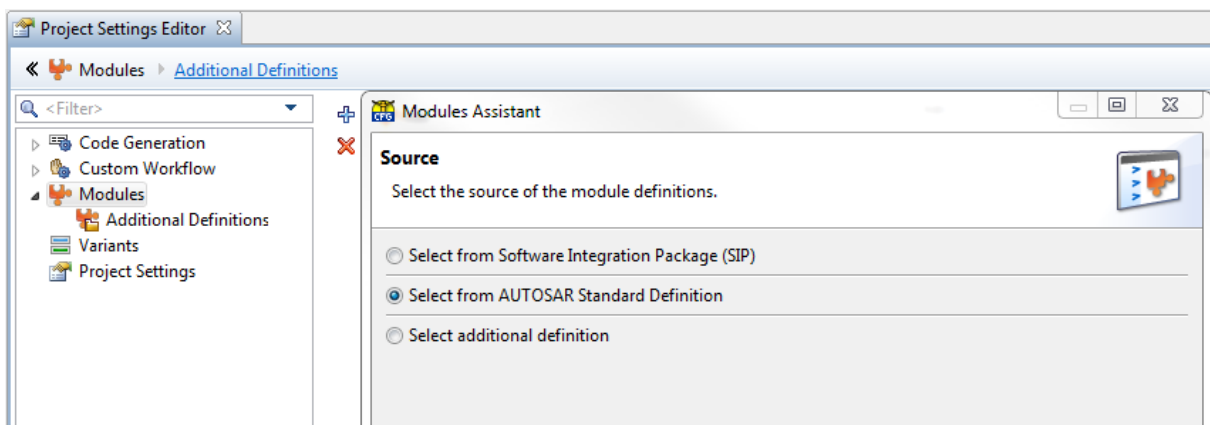 Project Settings Editor
Modules Additional Definitions
<Filter>
Code Generation
Custom Workflow
Modules
Additional Definitions
Variants
Project Settings
CFG Modules Assistant
Source
Select the source of the module definitions.
Select from Software Integration Package (SIP)
Select from AUTOSAR Standard Definition
Select additional definition